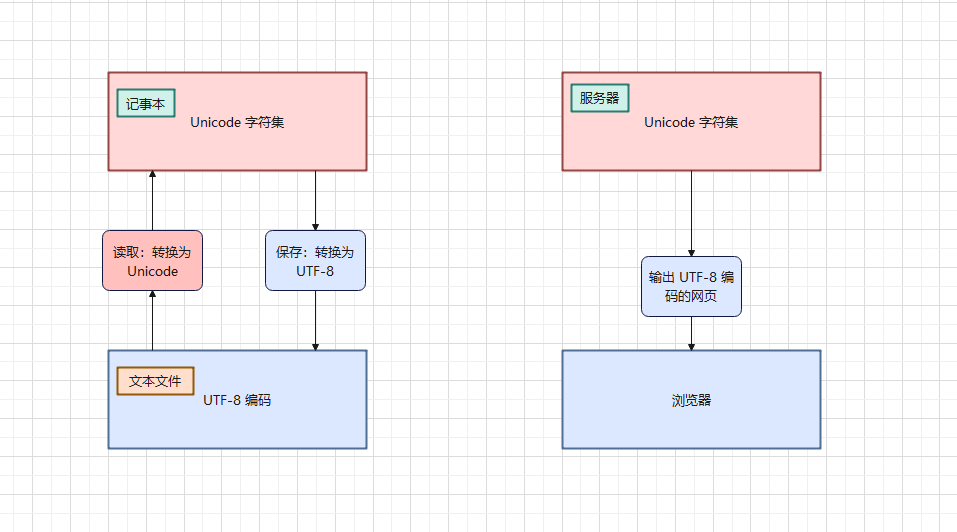 记事本
Unicode 字符集
读取：转换为
Unicode
保存：转换为
UTF-8
文本文件
UTF-8 编码
服务器
Unicode 字符集
输出 UTF-8 编
码的网页
浏览器